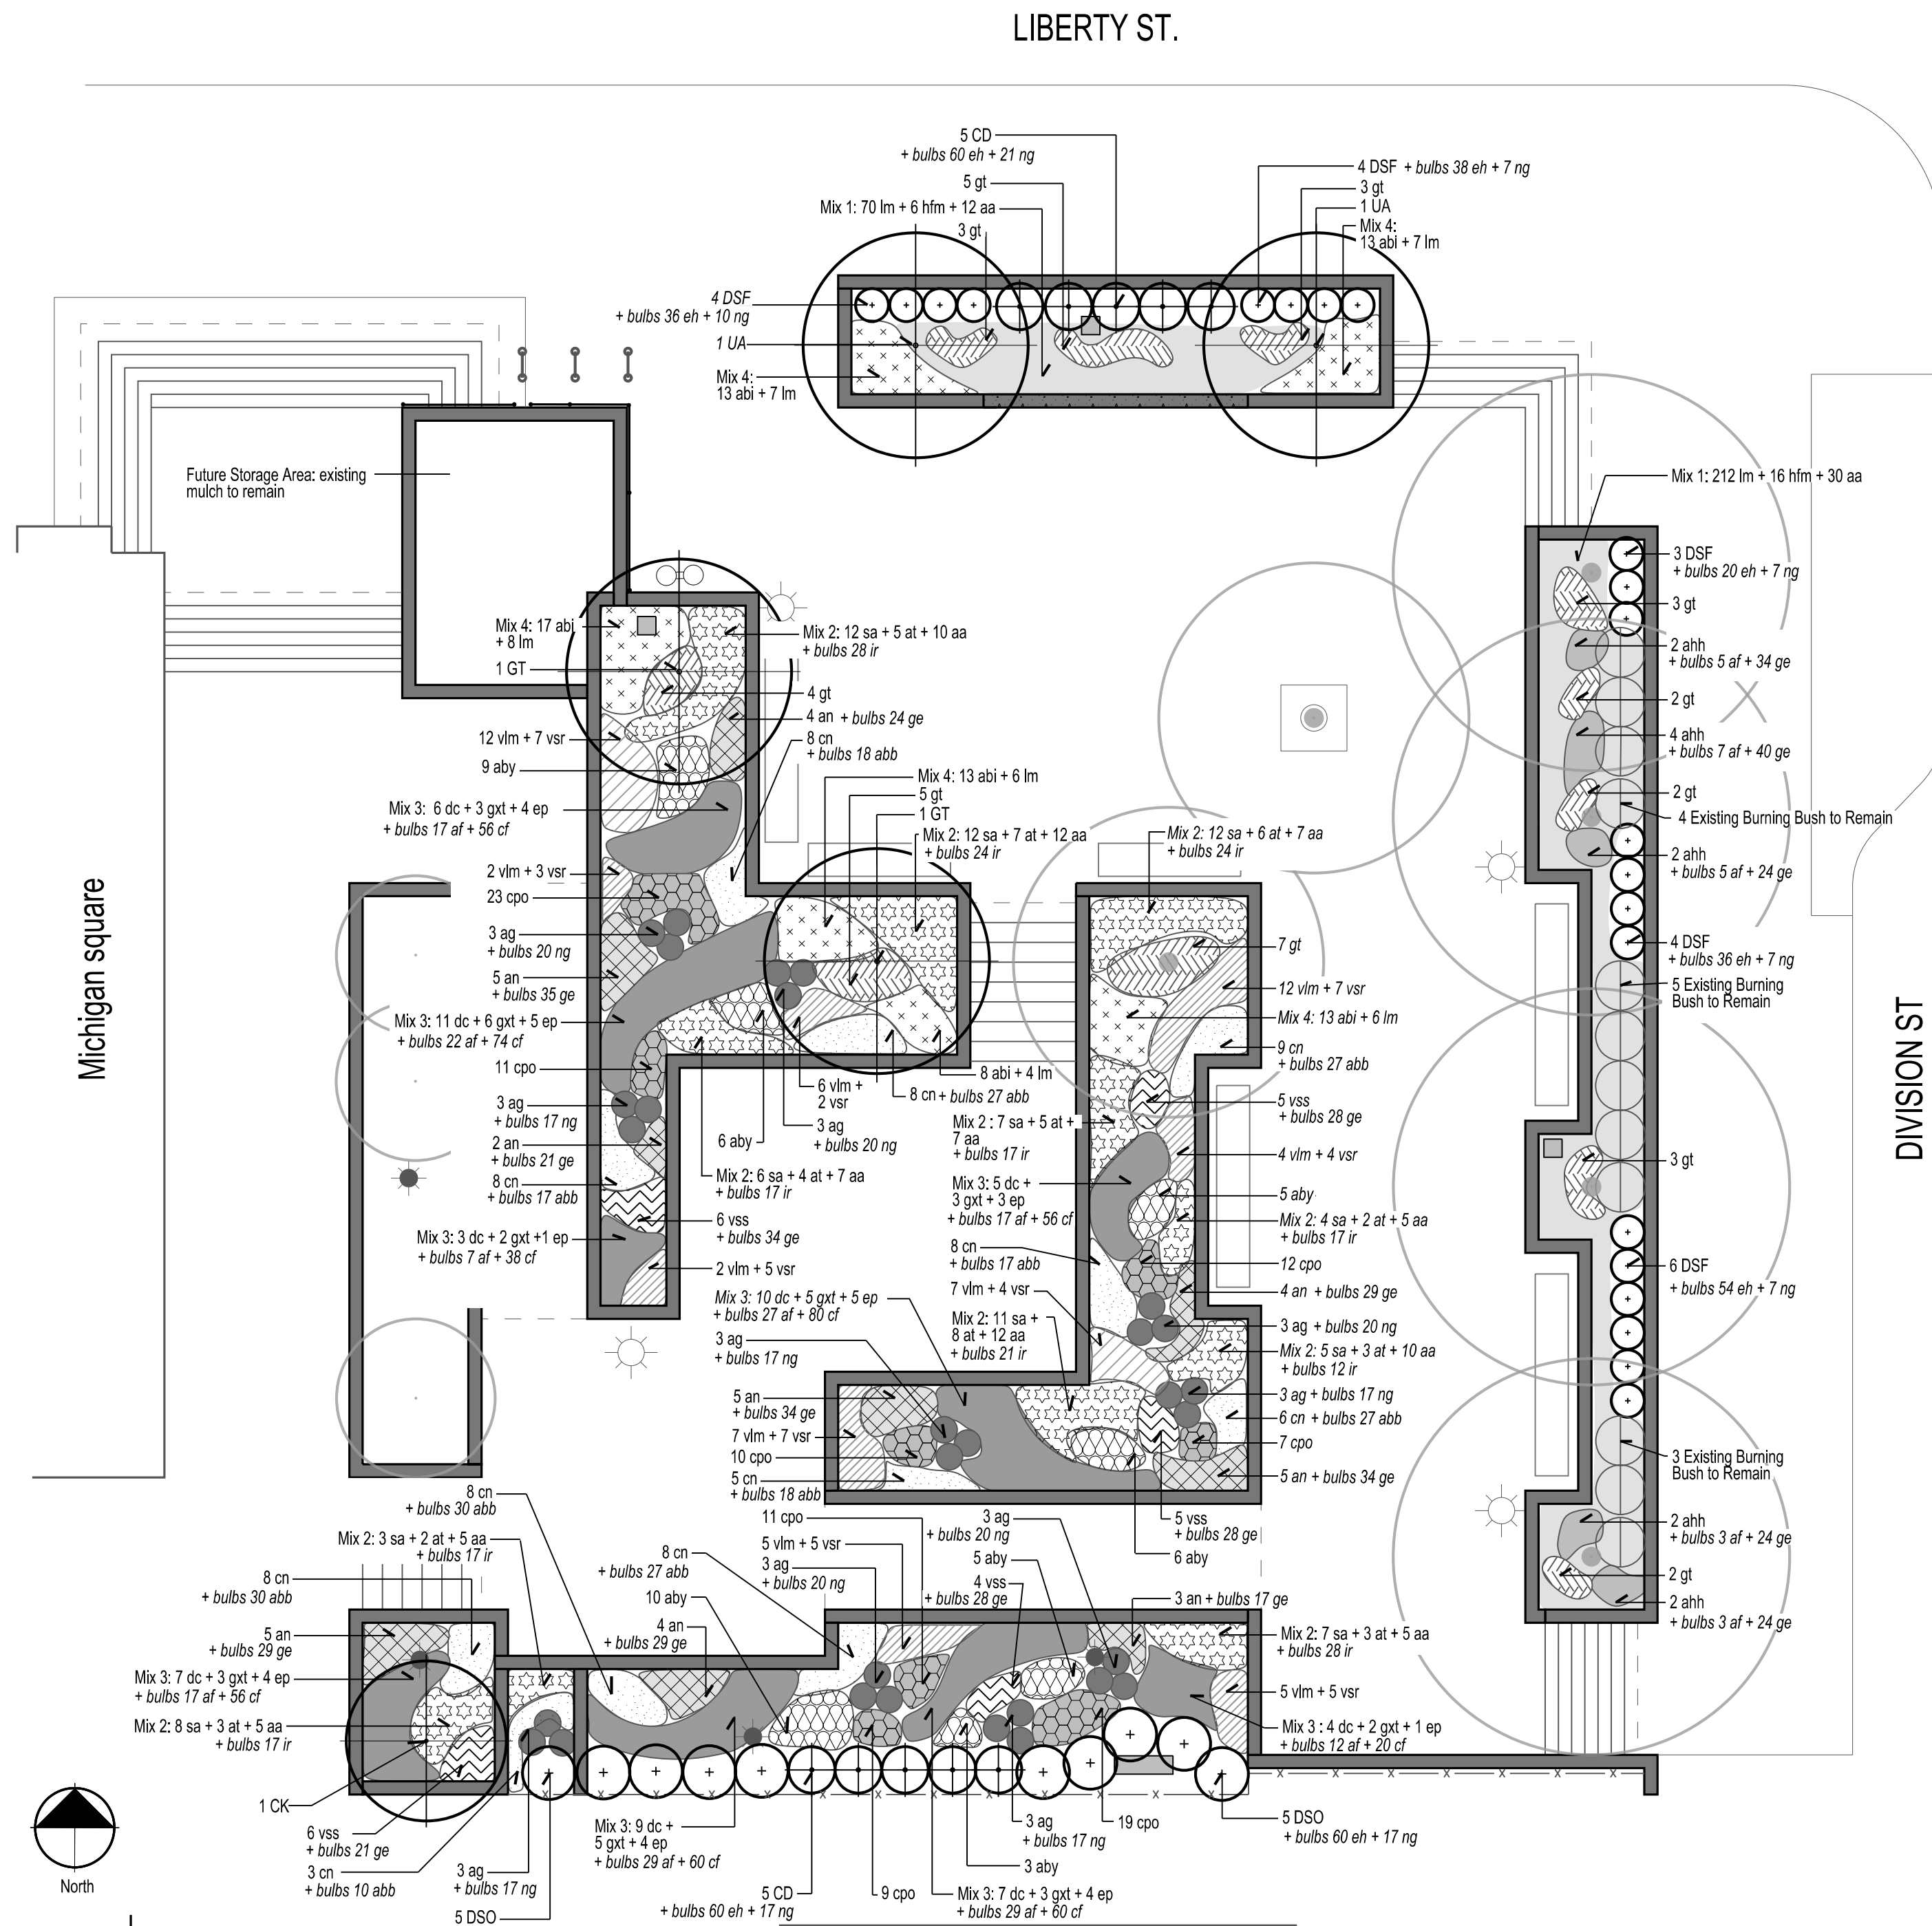 LIBERTY ST.
5 CD
+ bulbs 60 eh + 21 ng
5 gt
Mix 1: 70 lm + 6 hfm + 12 aa
3 gt
4 DSF + bulbs 38 eh + 7 ng
3 gt
1 UA
Mix 4:
13 abi + 7 lm
4 DSF
+ bulbs 36 eh + 10 ng
1 UA
Mix 4:
13 abi + 7 lm
Future Storage Area: existing
mulch to remain
Michigan square
Mix 4: 17 abi
+ 8 lm
1 GT
12 vlm + 7 vsr
9 aby
Mix 3: 6 dc + 3 gxt + 4 ep
+ bulbs 17 af + 56 cf
2 vlm + 3 vsr
23 cpo
3 ag
+ bulbs 20 ng
5 an
+ bulbs 35 ge
Mix 3: 11 dc + 6 gxt + 5 ep
+ bulbs 22 af + 74 cf
11 cpo
3 ag
+ bulbs 17 ng
2 an
+ bulbs 21 ge
8 cn
+ bulbs 17 abb
Mix 3: 3 dc + 2 gxt +1 ep
+ bulbs 7 af + 38 cf
Mix 2: 12 sa + 5 at + 10 aa
+ bulbs 28 ir
4 gt
4 an + bulbs 24 ge
8 cn
+ bulbs 18 abb
Mix 4: 13 abi + 6 lm
5 gt
1 GT
Mix 2: 12 sa + 7 at + 12 aa
+ bulbs 24 ir
8 abi + 4 lm
8 cn + bulbs 27 abb
6 vlm +
2 vsr
3 ag
+ bulbs 20 ng
6 aby
Mix 2: 6 sa + 4 at + 7 aa
+ bulbs 17 ir
6 vss
+ bulbs 34 ge
2 vlm + 5 vsr
Mix 2: 12 sa + 6 at + 7 aa
+ bulbs 24 ir
7 gt
12 vlm + 7 vsr
Mix 4: 13 abi + 6 lm
9 cn
+ bulbs 27 abb
5 vss
+ bulbs 28 ge
4 vlm + 4 vsr
5 aby
Mix 2: 4 sa + 2 at + 5 aa
+ bulbs 17 ir
12 cpo
4 an + bulbs 29 ge
3 ag + bulbs 20 ng
Mix 2: 5 sa + 3 at + 10 aa
+ bulbs 12 ir
3 ag + bulbs 17 ng
6 cn + bulbs 27 abb
7 cpo
5 an + bulbs 34 ge
Mix 2 : 7 sa + 5 at +
7 aa
+ bulbs 17 ir
Mix 3: 5 dc +
3 gxt + 3 ep
+ bulbs 17 af + 56 cf
8 cn
+ bulbs 17 abb
7 vlm + 4 vsr
Mix 2: 11 sa +
8 at + 12 aa
+ bulbs 21 ir
Mix 3: 10 dc + 5 gxt + 5 ep
+ bulbs 27 af + 80 cf
3 ag
+ bulbs 17 ng
5 an
+ bulbs 34 ge
7 vlm + 7 vsr
10 cpo
5 cn
+ bulbs 18 abb
5 vss
+ bulbs 28 ge
6 aby
Mix 1: 212 lm + 16 hfm + 30 aa
3 DSF
+ bulbs 20 eh + 7 ng
3 gt
2 ahh
+ bulbs 5 af + 34 ge
2 gt
4 ahh
+ bulbs 7 af + 40 ge
2 gt
4 Existing Burning Bush to Remain
2 ahh
+ bulbs 5 af + 24 ge
4 DSF
+ bulbs 36 eh + 7 ng
5 Existing Burning
Bush to Remain
3 gt
6 DSF
+ bulbs 54 eh + 7 ng
3 Existing Burning
Bush to Remain
2 ahh
+ bulbs 3 af + 24 ge
2 gt
2 ahh
+ bulbs 3 af + 24 ge
DIVISION ST
8 cn
+ bulbs 30 abb
Mix 2: 3 sa + 2 at + 5 aa
+ bulbs 17 ir
8 cn
+ bulbs 30 abb
5 an
+ bulbs 29 ge
Mix 3: 7 dc + 3 gxt + 4 ep
+ bulbs 17 af + 56 cf
Mix 2: 8 sa + 3 at + 5 aa
+ bulbs 17 ir
1 CK
6 vss
+ bulbs 21 ge
3 cn
+ bulbs 10 abb
8 cn
+ bulbs 27 abb
10 aby
4 an
+ bulbs 29 ge
11 cpo
5 vlm + 5 vsr
3 ag
+ bulbs 20 ng
3 ag
+ bulbs 20 ng
5 aby
4 vss
+ bulbs 28 ge
3 an + bulbs 17 ge
Mix 2: 7 sa + 3 at + 5 aa
+ bulbs 28 ir
5 vlm + 5 vsr
Mix 3 : 4 dc + 2 gxt + 1 ep
+ bulbs 12 af + 20 cf
5 DSO
+ bulbs 60 eh + 17 ng
3 ag
+ bulbs 17 ng
5 DSO
Mix 3: 9 dc +
5 gxt + 4 ep
+ bulbs 29 af + 60 cf
5 CD
+ bulbs 60 eh + 17 ng
9 cpo
Mix 3: 7 dc + 3 gxt + 4 ep
+ bulbs 29 af + 60 cf
3 aby
3 ag
+ bulbs 17 ng
19 cpo
North